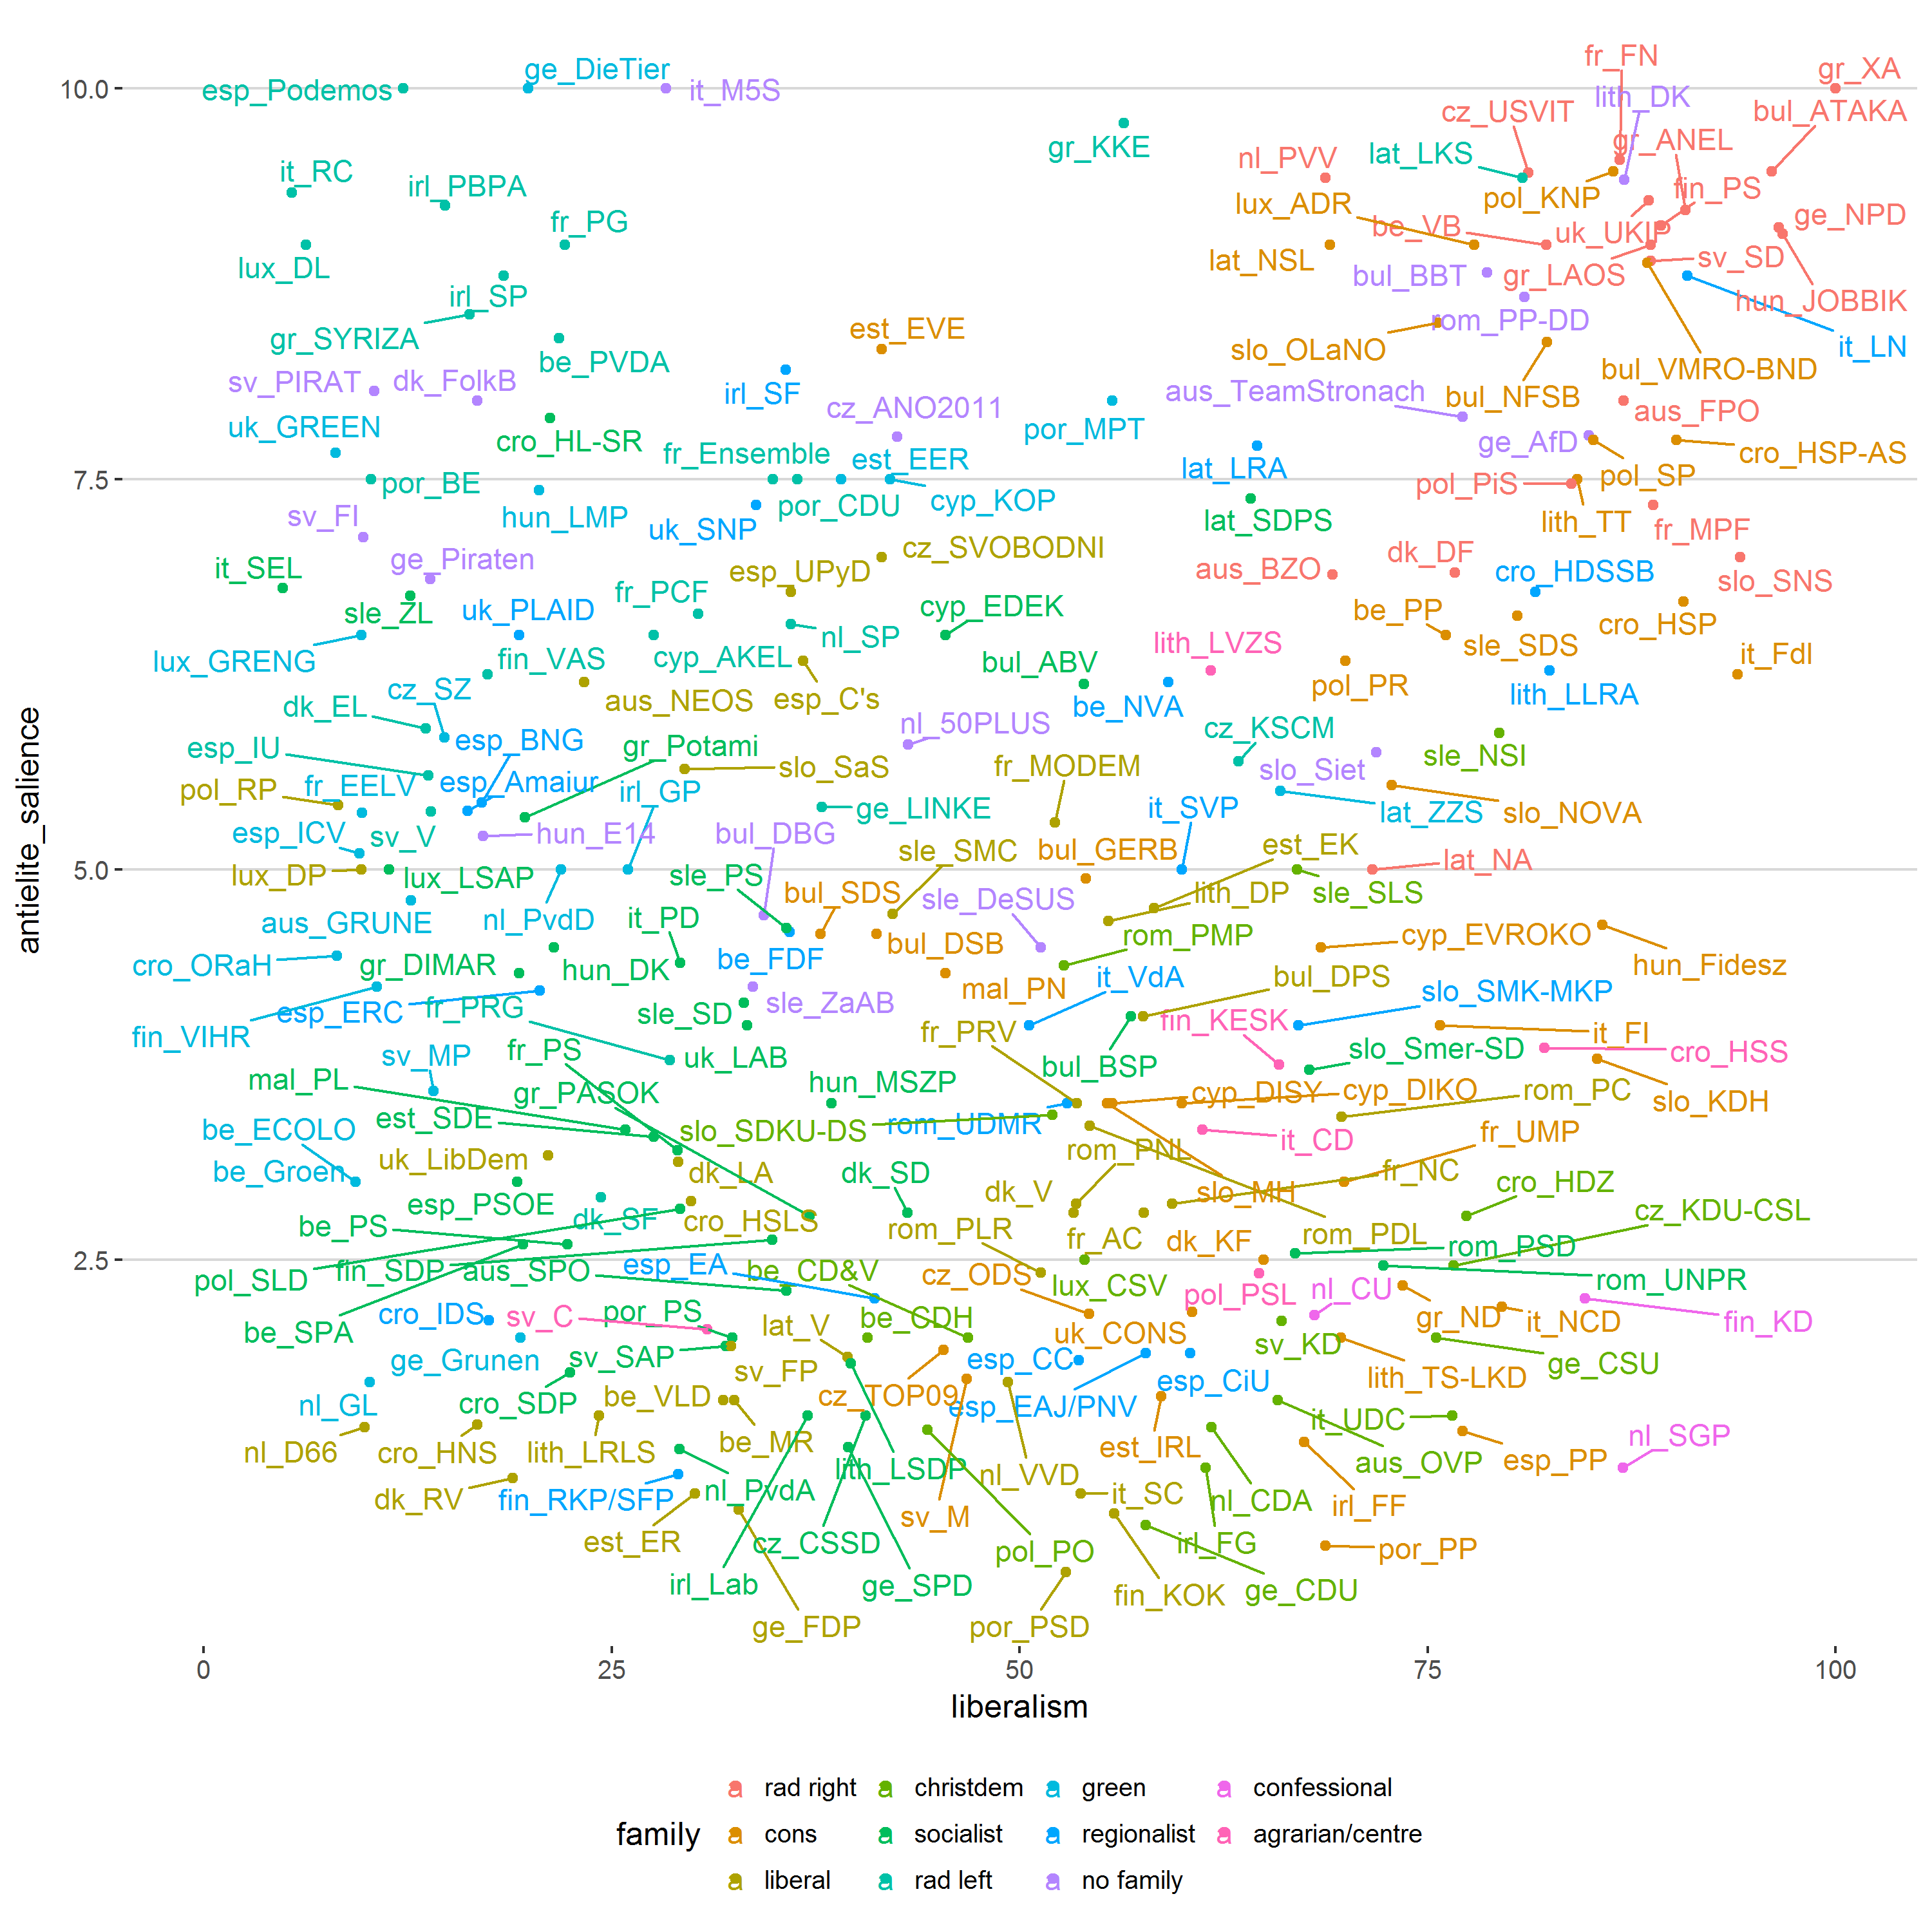 fr_FN
ge_DieTier
gr_XA
10.0
esp_Podemos
it_M5S
lith_DK
cz_USVIT
bul_ATAKA
gr_ANEL
gr_KKE
nl_PVV
lat_LKS
it_RC
irl_PBPA
pol_KNP
fin_PS
lux_ADR
ge_NPD
fr_PG
be_VB
uk_UKIP
lux_DL
lat_NSL
sv_SD
bul_BBT
gr_LAOS
irl_SP
hun_JOBBIK
gr_SYRIZA
est_EVE
rom_PP-DD
slo_OLaNO
it_LN
be_PVDA
bul_VMRO-BND
sv_PIRAT
dk_FolkB
irl_SF
aus_TeamStronach
bul_NFSB
cz_ANO2011
aus_FPO
uk_GREEN
cro_HL-SR
por_MPT
ge_AfD
fr_Ensemble
est_EER
cro_HSP-AS
lat_LRA
7.5
por_BE
pol_PiS
pol_SP
cyp_KOP
por_CDU
sv_FI
hun_LMP
uk_SNP
lat_SDPS
lith_TT
fr_MPF
cz_SVOBODNI
dk_DF
it_SEL
ge_Piraten
esp_UPyD
aus_BZO
cro_HDSSB
slo_SNS
fr_PCF
sle_ZL
uk_PLAID
cyp_EDEK
be_PP
cro_HSP
nl_SP
lith_LVZS
sle_SDS
lux_GRENG
fin_VAS
cyp_AKEL
bul_ABV
it_FdI
cz_SZ
pol_PR
aus_NEOS
esp_C's
be_NVA
lith_LLRA
dk_EL
nl_50PLUS
cz_KSCM
esp_IU
esp_BNG
gr_Potami
sle_NSI
slo_SaS
fr_MODEM
slo_Siet
pol_RP
fr_EELV
esp_Amaiur
irl_GP
ge_LINKE
it_SVP
lat_ZZS
slo_NOVA
esp_ICV
sv_V
hun_E14
bul_DBG
sle_SMC
bul_GERB
est_EK
lat_NA
5.0
lux_DP
lux_LSAP
sle_PS
bul_SDS
sle_DeSUS
lith_DP
sle_SLS
antielite_salience
aus_GRUNE
nl_PvdD
it_PD
rom_PMP
cyp_EVROKO
bul_DSB
cro_ORaH
gr_DIMAR
hun_DK
be_FDF
hun_Fidesz
it_VdA
bul_DPS
mal_PN
slo_SMK-MKP
esp_ERC
fr_PRG
sle_SD
sle_ZaAB
fin_VIHR
fr_PRV
fin_KESK
it_FI
sv_MP
fr_PS
uk_LAB
bul_BSP
slo_Smer-SD
cro_HSS
mal_PL
gr_PASOK
hun_MSZP
cyp_DISY
cyp_DIKO
rom_PC
slo_KDH
est_SDE
slo_SDKU-DS
rom_UDMR
be_ECOLO
it_CD
fr_UMP
uk_LibDem
rom_PNL
be_Groen
dk_LA
dk_SD
fr_NC
dk_V
slo_MH
cro_HDZ
esp_PSOE
dk_SF
cro_HSLS
cz_KDU-CSL
be_PS
rom_PLR
fr_AC
dk_KF
rom_PDL
rom_PSD
2.5
pol_SLD
fin_SDP
aus_SPO
esp_EA
be_CD&V
cz_ODS
lux_CSV
rom_UNPR
pol_PSL
nl_CU
cro_IDS
sv_C
por_PS
be_CDH
gr_ND
it_NCD
fin_KD
be_SPA
lat_V
uk_CONS
sv_KD
ge_Grunen
sv_SAP
sv_FP
esp_CC
ge_CSU
esp_CiU
lith_TS-LKD
nl_GL
cro_SDP
be_VLD
cz_TOP09
esp_EAJ/PNV
it_UDC
nl_D66
cro_HNS
lith_LRLS
be_MR
est_IRL
aus_OVP
esp_PP
nl_SGP
lith_LSDP
nl_VVD
dk_RV
fin_RKP/SFP
nl_PvdA
it_SC
nl_CDA
irl_FF
sv_M
est_ER
cz_CSSD
pol_PO
irl_FG
por_PP
irl_Lab
ge_SPD
fin_KOK
ge_CDU
ge_FDP
por_PSD
0 25 50 75 100
liberalism
family
rad right christdem green confessional
cons socialist regionalist agrarian/centre
liberal rad left no family